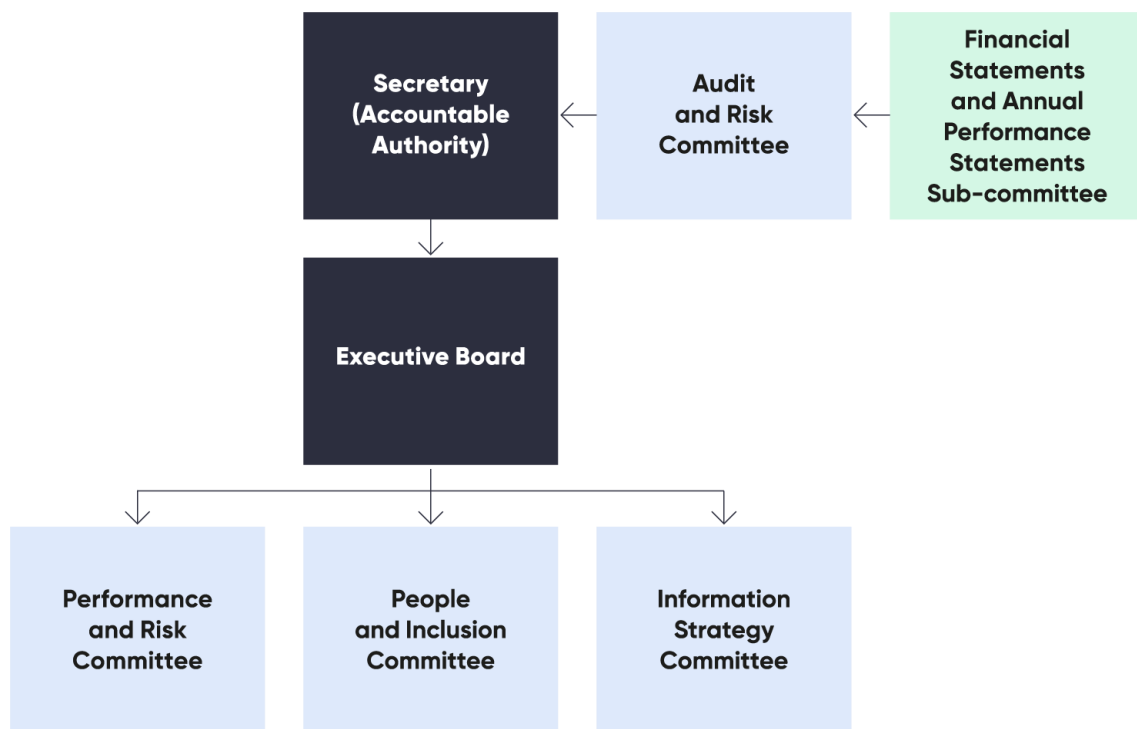 Secretary
(Accountable
Authority)
Audit
and Risk
Committee
Financial
Statements
and Annual
Performance
Statements
Sub-committee
Executive Board
Performance
and Risk
Committee
People
and Inclusion
Committee
Information
Strategy
Committee